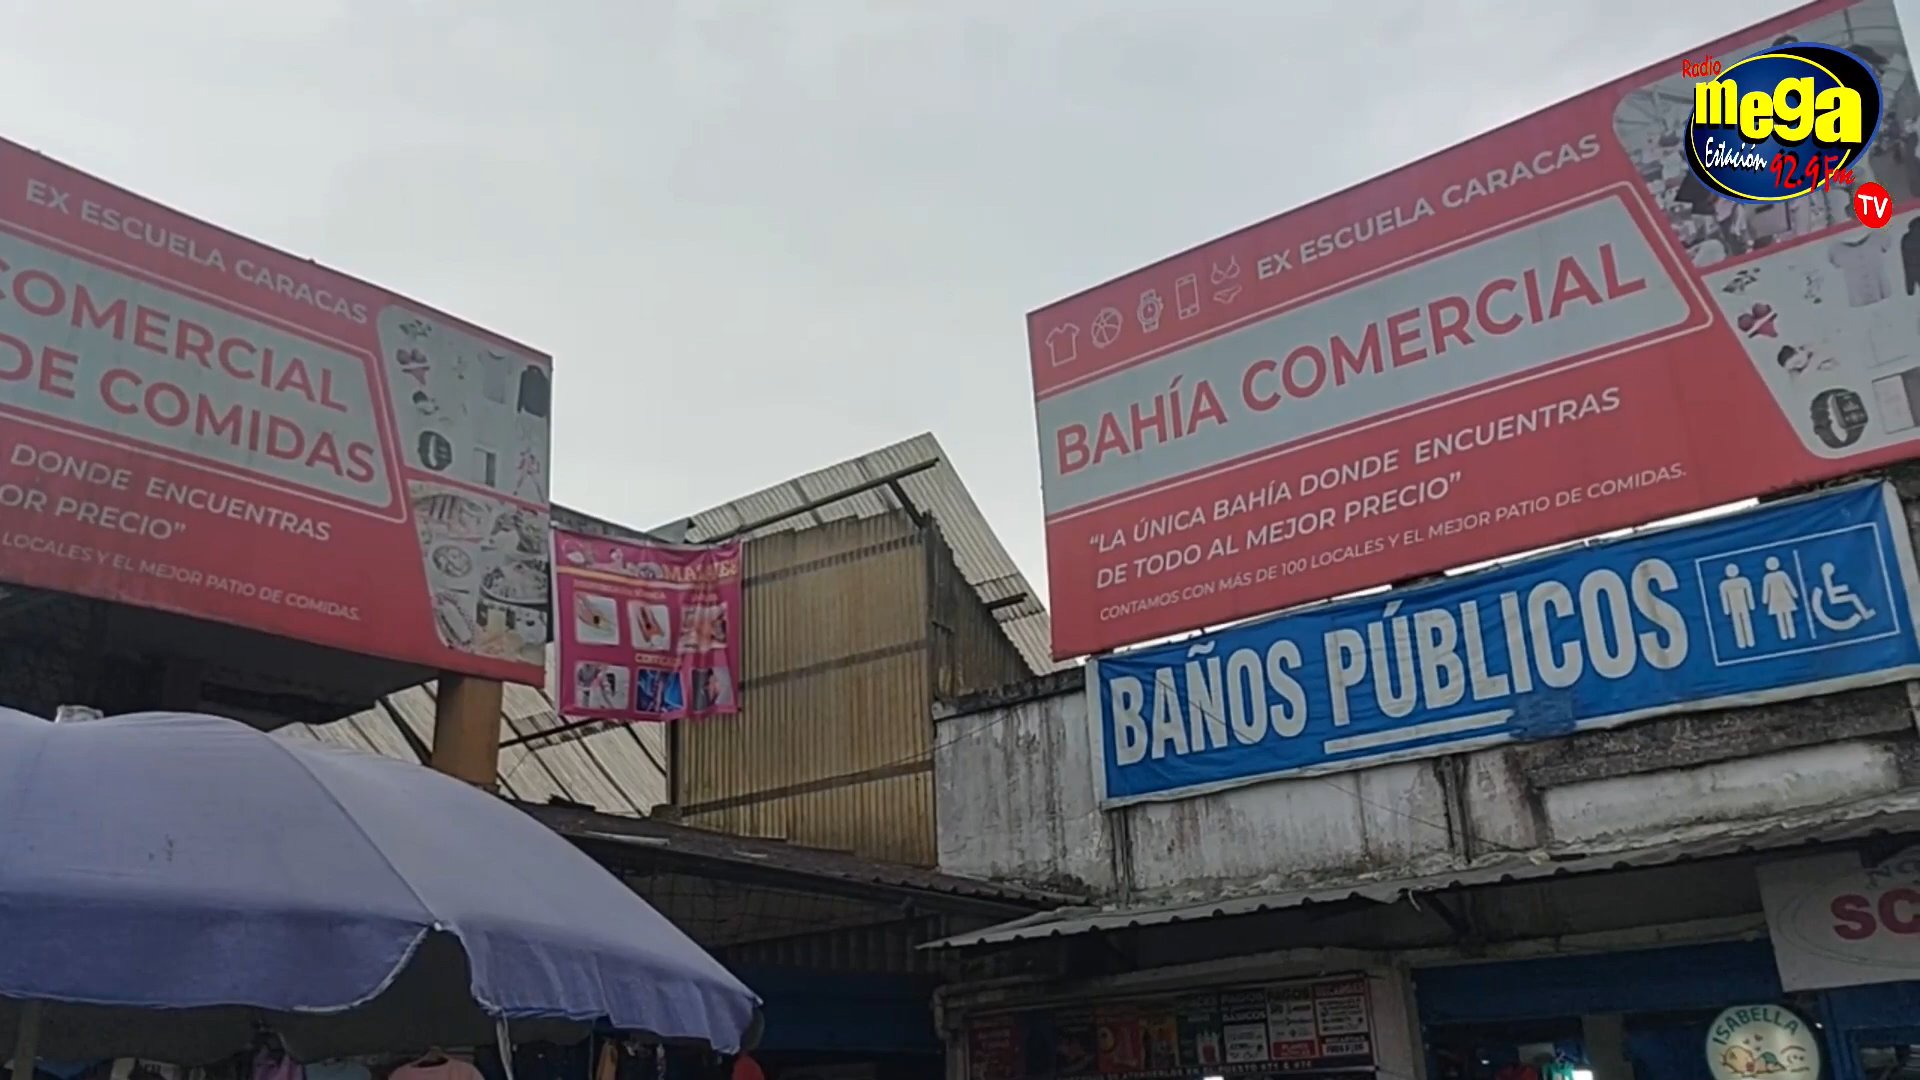 Radio
mega
Estación 92.9 Fm
TV
EX ESCUELA CARACAS
COMERCIAL
DE COMIDAS
DONDE ENCUENTRAS
OR PRECIO”
LOCALES Y EL MEJOR PATIO DE COMIDAS.
EX ESCUELA CARACAS
BAHÍA COMERCIAL
“LA ÚNICA BAHÍA DONDE ENCUENTRAS
DE TODO AL MEJOR PRECIO”
CONTAMOS CON MÁS DE 100 LOCALES Y EL MEJOR PATIO DE COMIDAS.
BAÑOS PÚBLICOS
SC
ISABELLA